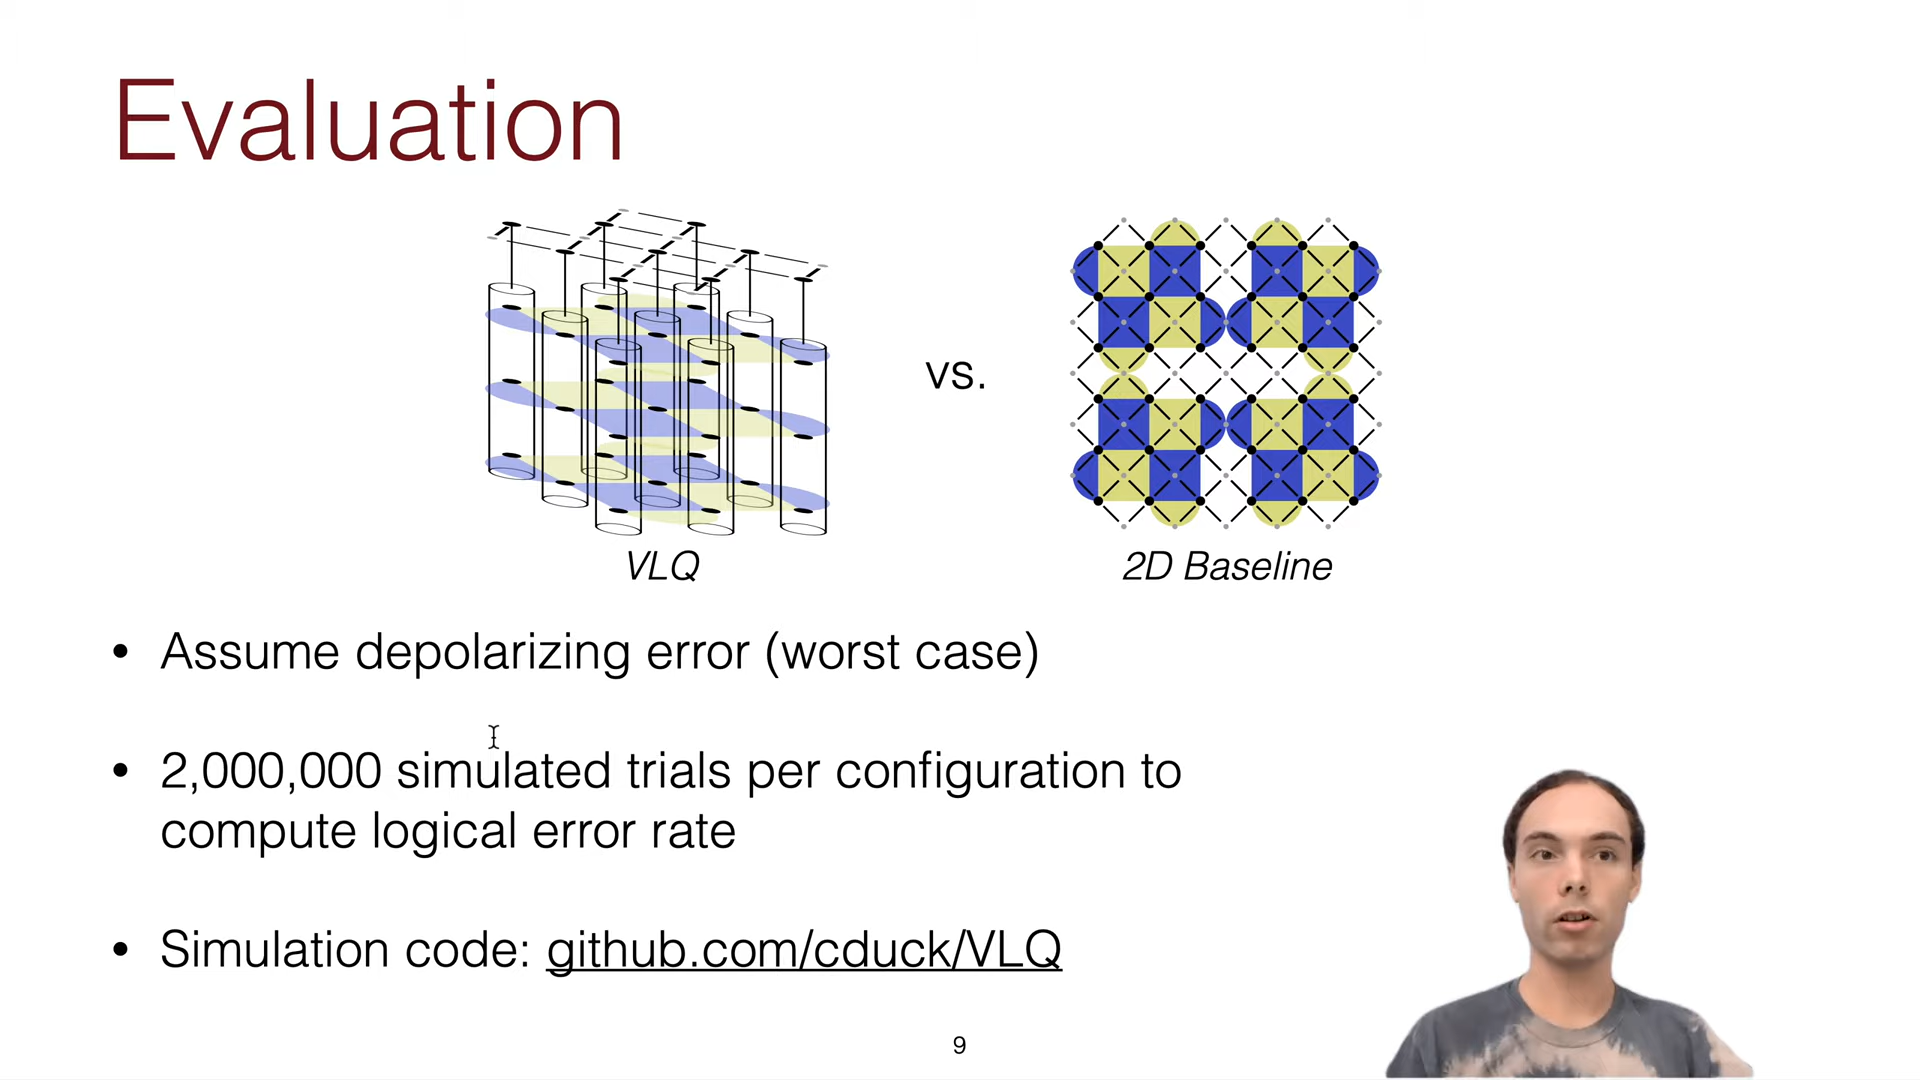 Evaluation
vs.
VLQ
2D Baseline
• Assume depolarizing error (worst case)
• 2,000,000 simulated trials per configuration to
compute logical error rate
• Simulation code: github.com/cduck/VLQ
9